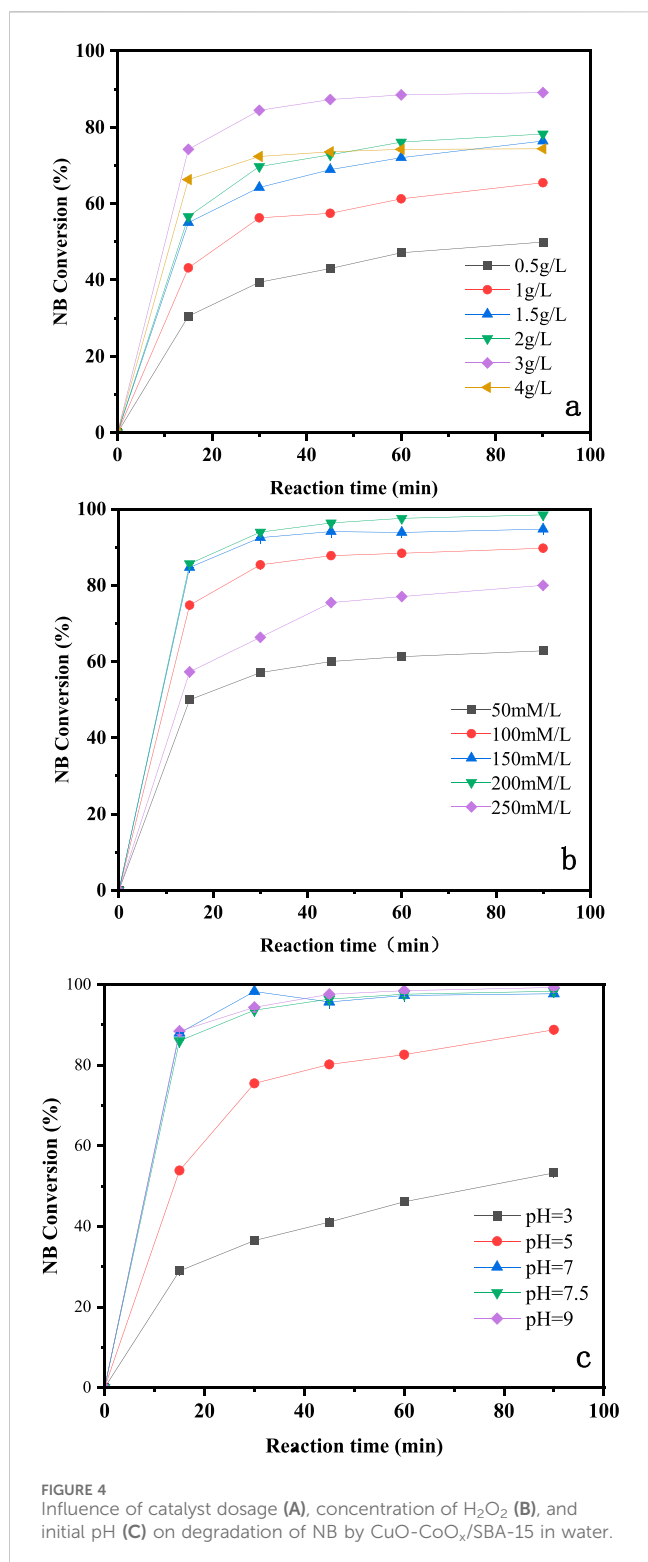 100
80
60
40
20
0
NB Conversion (%)
0.5g/L
1g/L
1.5g/L
2g/L
3g/L
4g/L
a
0 20 40 60 80 100
Reaction time (min)
100
80
60
40
20
0
NB Conversion (%)
50mM/L
100mM/L
150mM/L
200mM/L
250mM/L
b
0 20 40 60 80 100
Reaction time（min）
100
80
60
40
20
0
NB Conversion (%)
pH=3
pH=5
pH=7
pH=7.5
pH=9
c
0 20 40 60 80 100
Reaction time (min)
FIGURE 4
Influence of catalyst dosage (A), concentration of H₂O₂ (B), and
initial pH (C) on degradation of NB by CuO-CoOₓ/SBA-15 in water.